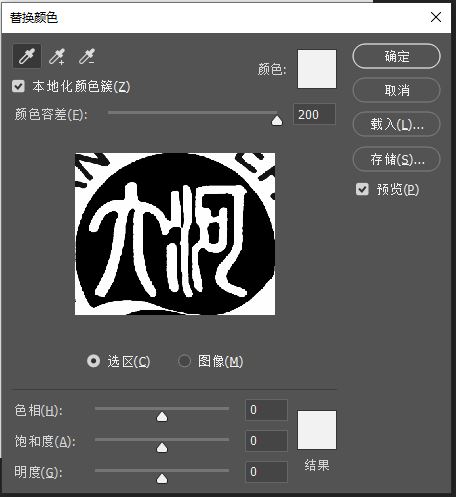 替换颜色
确定
颜色:
本地化颜色簇(Z)
取消
颜色容差(F): 200
载入(L)...
存储(S)...
预览(P)
大河
选区(C) 图像(M)
色相(H): 0
饱和度(A): 0
明度(G): 0
结果